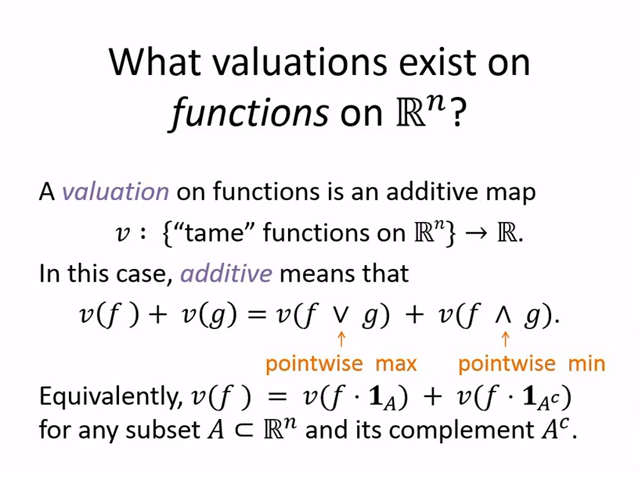 What valuations exist on
functions on ℝⁿ?
A valuation on functions is an additive map
𝑣 : {“tame” functions on ℝⁿ} → ℝ.
In this case, additive means that
𝑣(𝑓) + 𝑣(𝑔) = 𝑣(𝑓 ∨ 𝑔) + 𝑣(𝑓 ∧ 𝑔).
↑ ↑
pointwise max pointwise min
Equivalently, 𝑣(𝑓) = 𝑣(𝑓 · 𝟏_A) + 𝑣(𝑓 · 𝟏_{Aᶜ})
for any subset 𝐴 ⊂ ℝⁿ and its complement 𝐴ᶜ.